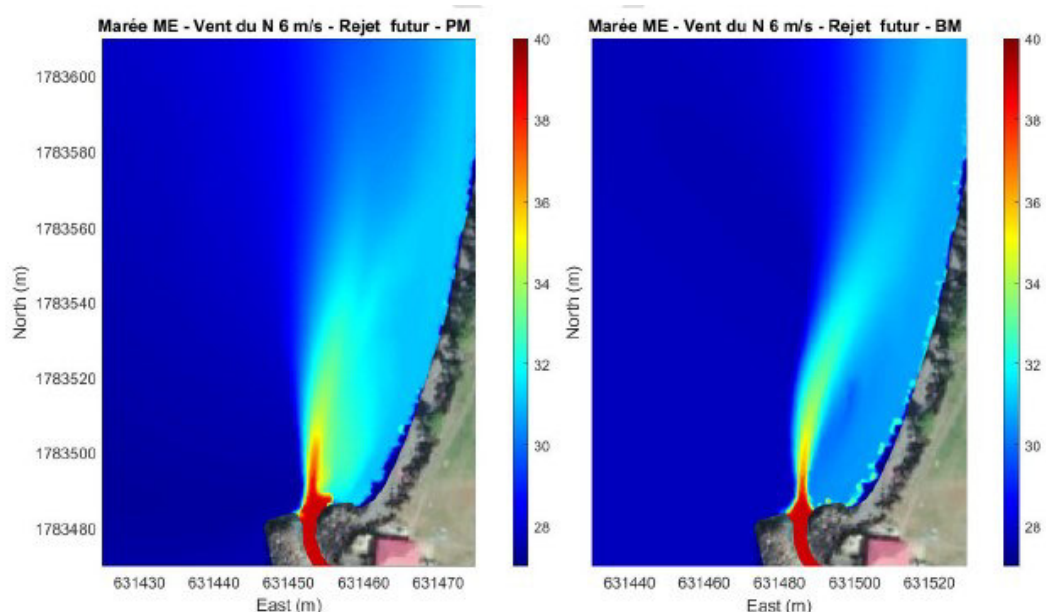 Marée ME - Vent du N 6 m/s - Rejet futur - PM
1783600
1783580
1783560
1783540
1783520
1783500
1783480
North (m)
631430 631440 631450 631460 631470
East (m)
40
38
36
34
32
30
28
Marée ME - Vent du N 6 m/s - Rejet futur - BM
North (m)
631440 631460 631480 631500 631520
East (m)
40
38
36
34
32
30
28